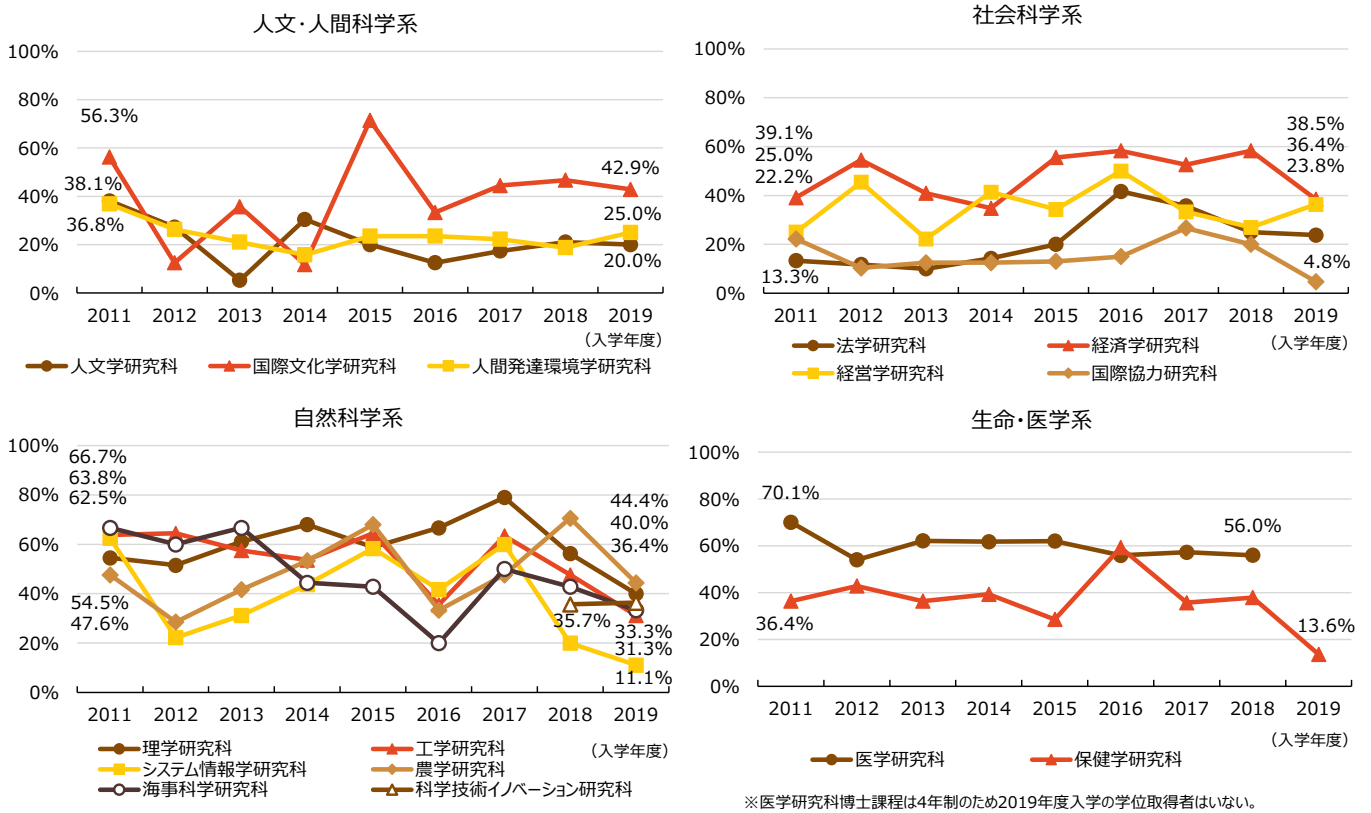 人文・人間科学系
100%
80%
60%
40%
20%
0%
56.3%
38.1%
36.8%
42.9%
25.0%
20.0%
2011 2012 2013 2014 2015 2016 2017 2018 2019
（入学年度）
人文学研究科 国際文化学研究科 人間発達環境学研究科
社会科学系
100%
80%
60%
40%
20%
0%
39.1%
25.0%
22.2%
13.3%
38.5%
36.4%
23.8%
4.8%
2011 2012 2013 2014 2015 2016 2017 2018 2019
（入学年度）
法学研究科 経済学研究科
経営学研究科 国際協力研究科
自然科学系
100%
80%
60%
40%
20%
0%
66.7%
63.8%
62.5%
54.5%
47.6%
35.7%
44.4%
40.0%
36.4%
33.3%
31.3%
11.1%
2011 2012 2013 2014 2015 2016 2017 2018 2019
（入学年度）
理学研究科 工学研究科
システム情報学研究科 農学研究科
海事科学研究科 科学技術イノベーション研究科
生命・医学系
100%
80%
60%
40%
20%
0%
70.1%
36.4%
56.0%
13.6%
2011 2012 2013 2014 2015 2016 2017 2018 2019
（入学年度）
医学研究科 保健学研究科
※医学研究科博士課程は4年制のため2019年度入学の学位取得者はいない。